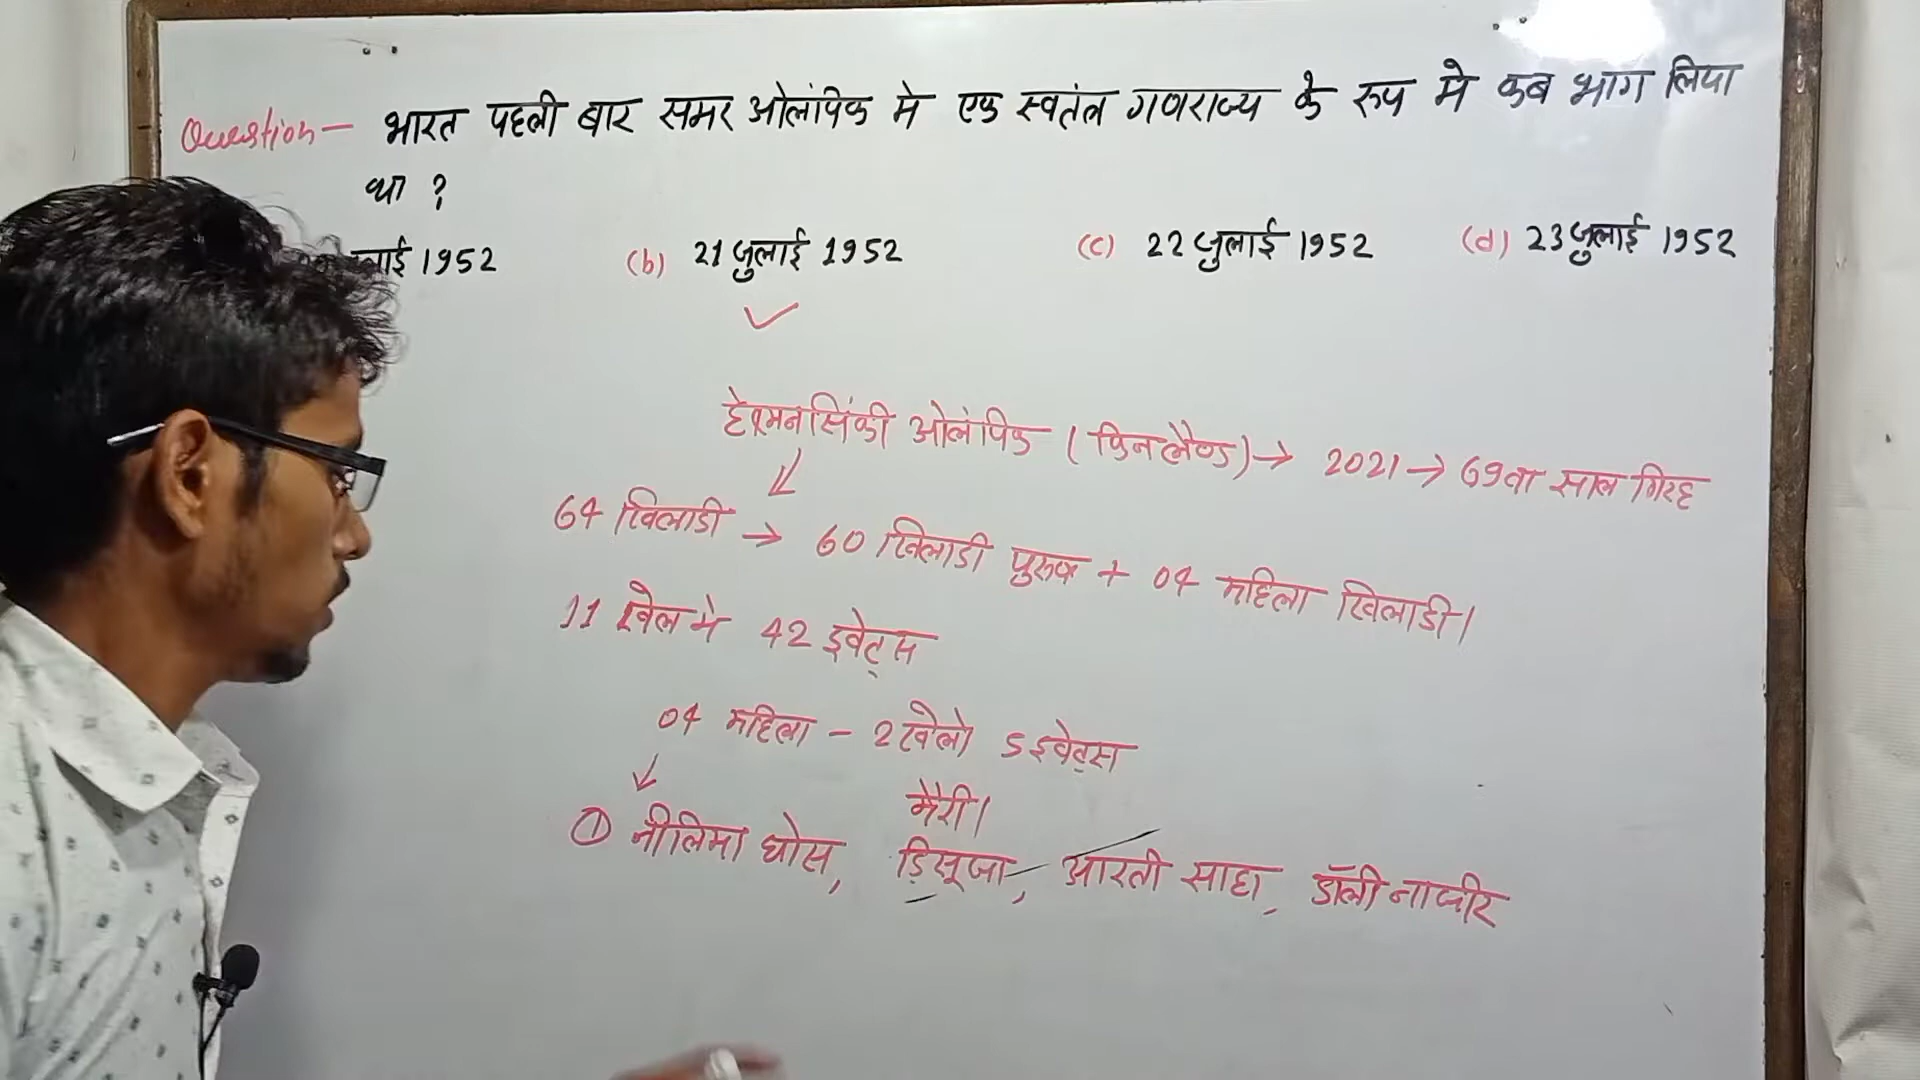 Question— भारत पहली बार समर ओलंपिक मे एक स्वतंत्र गणराज्य के रूप मे कब भाग लिया
था ?
1952 (b) 21 जुलाई 1952 (c) 22 जुलाई 1952 (d) 23 जुलाई 1952
ओलंपिक (फिनलैण्ड) → 2021 → 69वा साल गिरह
64 खिलाडी → 60 खिलाडी पुरुष + 04 महिला खिलाडी।
11 खेल मे 42 इवेट्स
04 महिला – 2 खेलो 5 इवेट्स
↓
मैरी।
① नीलिमा घोस, डिसूजा, आरती साहा, डॉली नाजीर